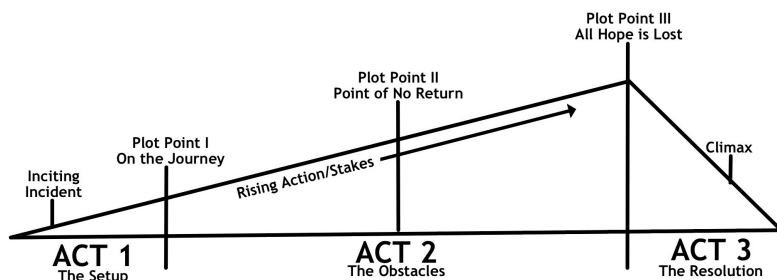 Plot Point III
All Hope is Lost
Plot Point II
Point of No Return
Plot Point I
On the Journey
Climax
Inciting
Incident
Rising Action/Stakes
ACT 1
The Setup
ACT 2
The Obstacles
ACT 3
The Resolution